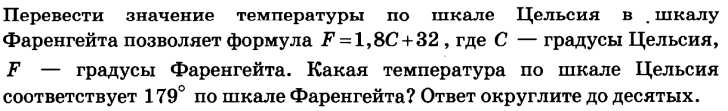 Перевести значение температуры по шкале Цельсия в шкалу
Фаренгейта позволяет формула F=1,8C+32, где C — градусы Цельсия,
F — градусы Фаренгейта. Какая температура по шкале Цельсия
соответствует 179° по шкале Фаренгейта? Ответ округлите до десятых.